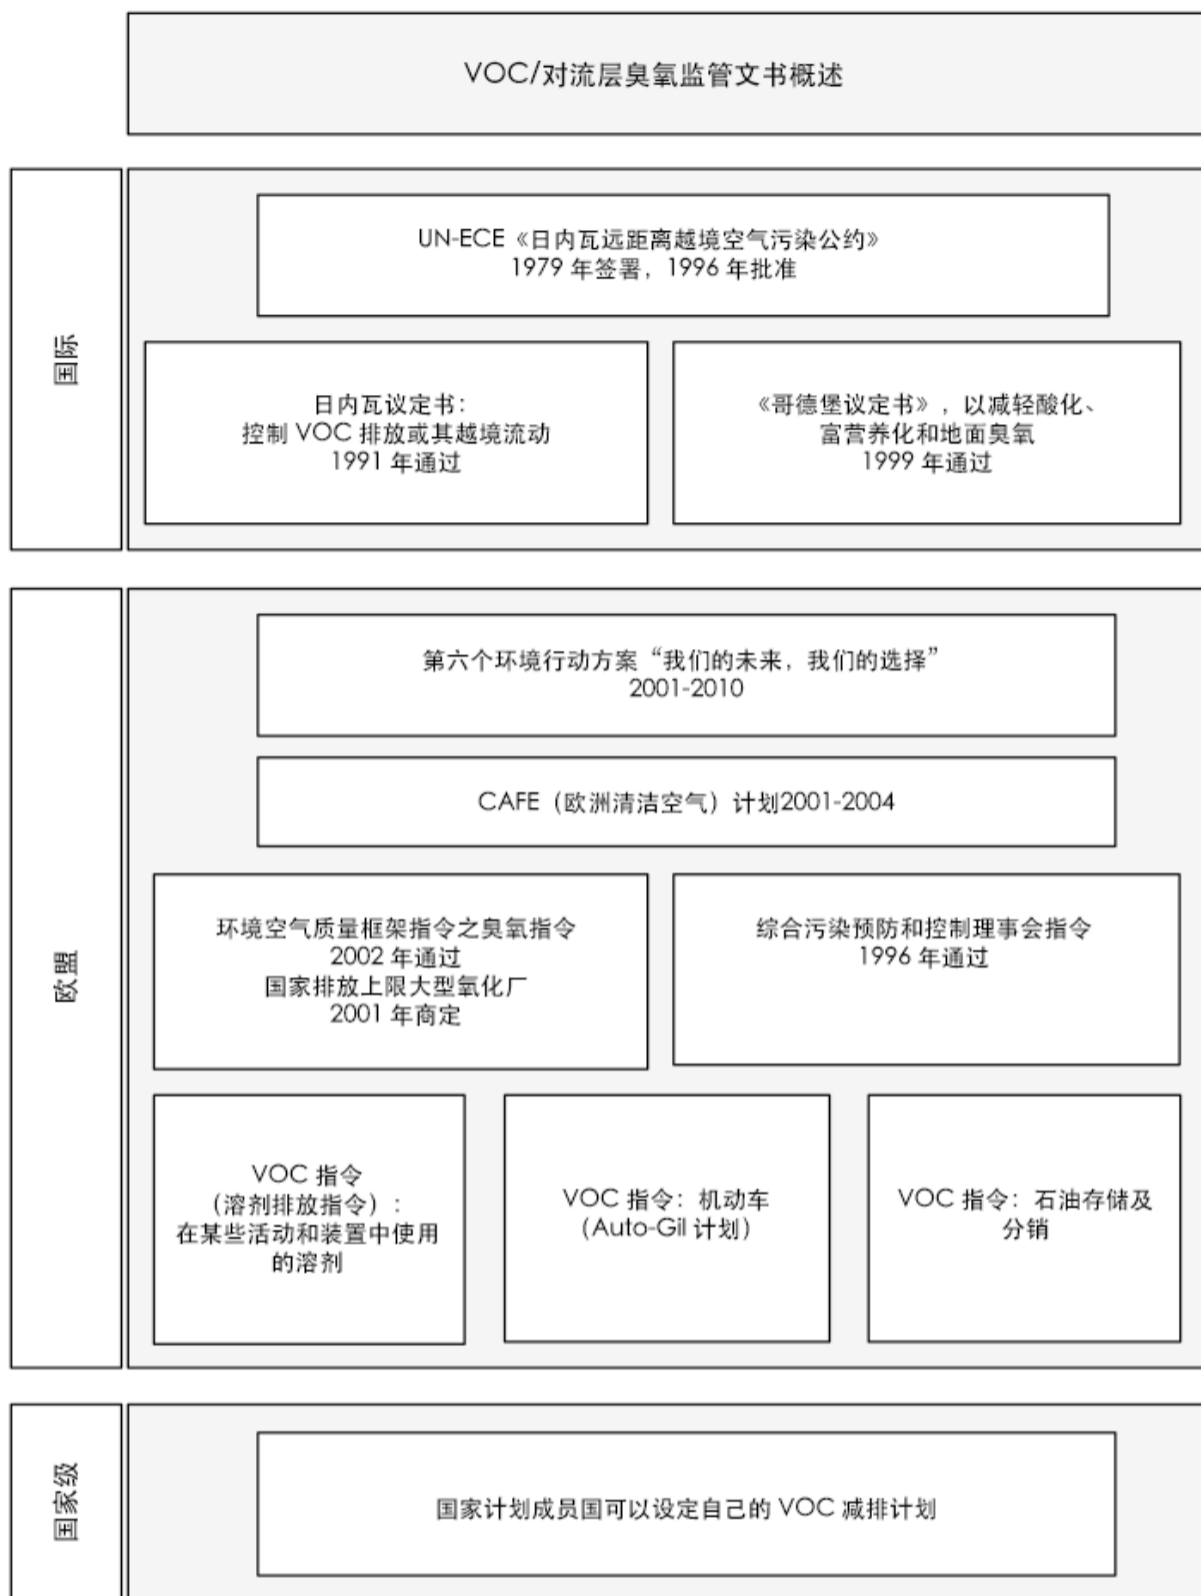 VOC/对流层臭氧监管文书概述
国际
UN-ECE《日内瓦远距离越境空气污染公约》
1979 年签署，1996 年批准
日内瓦议定书：
控制 VOC 排放或其越境流动
1991 年通过
《哥德堡议定书》，以减轻酸化、
富营养化和地面臭氧
1999 年通过
欧盟
第六个环境行动方案“我们的未来，我们的选择”
2001-2010
CAFE（欧洲清洁空气）计划2001-2004
环境空气质量框架指令之臭氧指令
2002 年通过
国家排放上限大型氧化厂
2001 年商定
综合污染预防和控制理事会指令
1996 年通过
VOC 指令
（溶剂排放指令）：
在某些活动和装置中使用
的溶剂
VOC 指令：机动车
（Auto-Gil 计划）
VOC 指令：石油存储及
分销
国家级
国家计划成员国可以设定自己的 VOC 减排计划